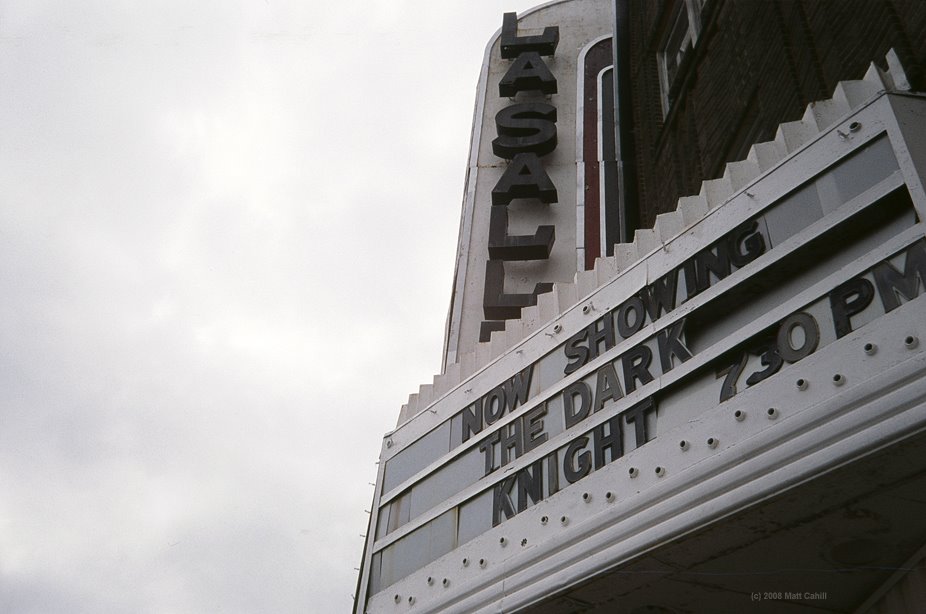 LASALL
NOW SHOWING
THE DARK
KNIGHT 730 PM
(c) 2008 Matt Cahill